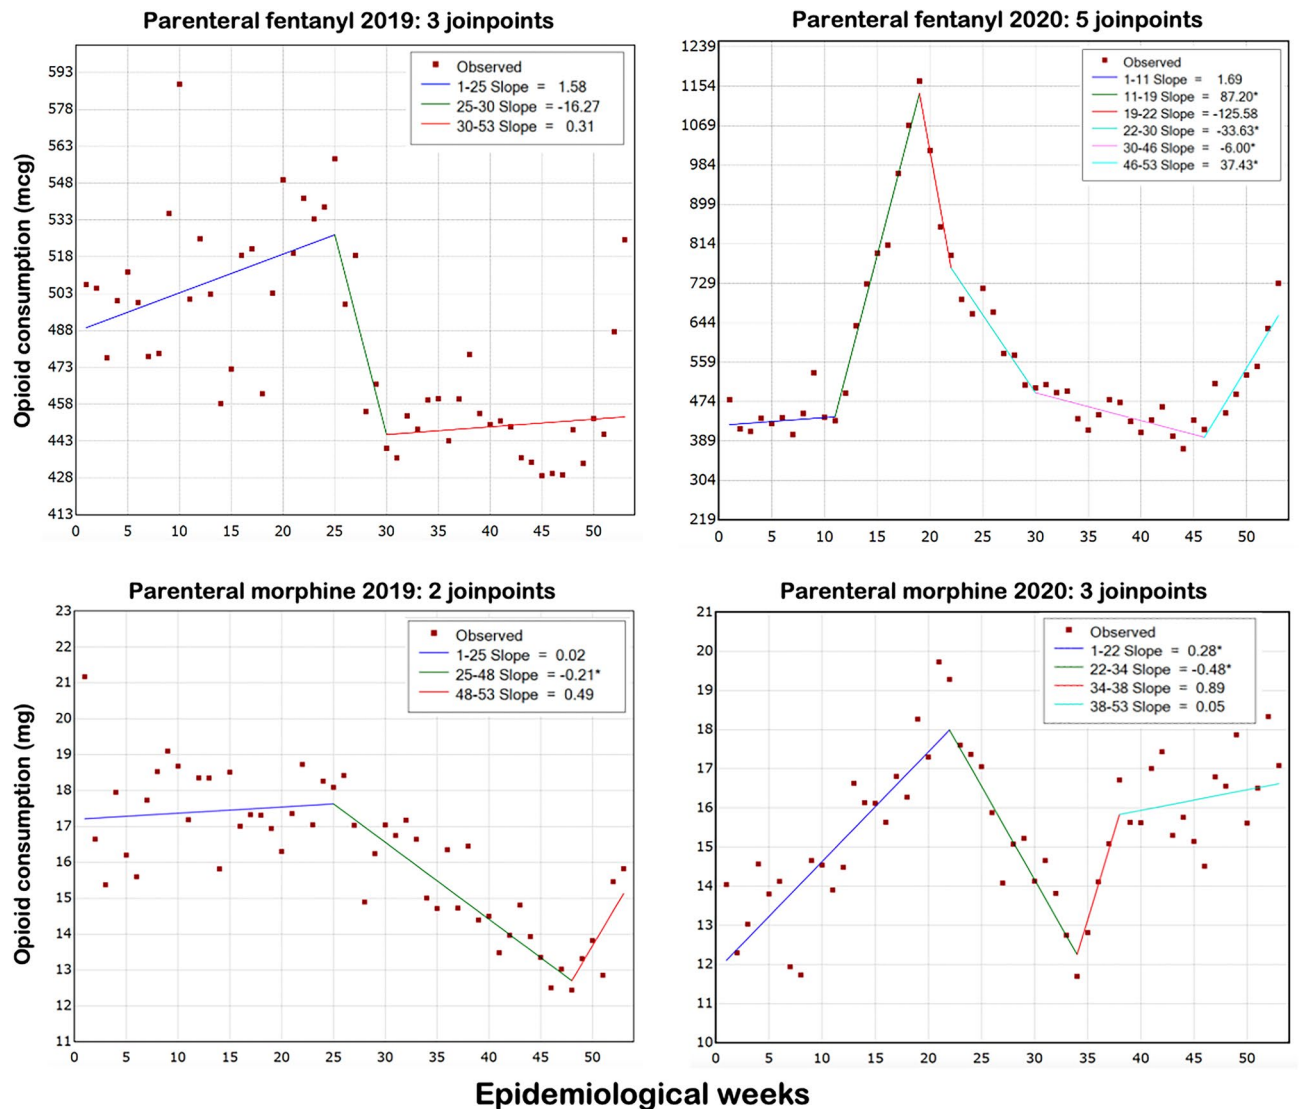 Parenteral fentanyl 2019: 3 joinpoints
Opioid consumption (mcg)
593
578
563
548
533
518
503
488
473
458
443
428
413
0 5 10 15 20 25 30 35 40 45 50
Observed
1-25 Slope = 1.58
25-30 Slope = -16.27
30-53 Slope = 0.31
Parenteral fentanyl 2020: 5 joinpoints
1239
1154
1069
984
899
814
729
644
559
474
389
304
219
0 5 10 15 20 25 30 35 40 45 50
Observed
1-11 Slope = 1.69
11-19 Slope = 87.20*
19-22 Slope = -125.58
22-30 Slope = -33.63*
30-46 Slope = -6.00*
46-53 Slope = 37.43*
Parenteral morphine 2019: 2 joinpoints
Opioid consumption (mg)
23
22
21
20
19
18
17
16
15
14
13
12
11
0 5 10 15 20 25 30 35 40 45 50
Observed
1-25 Slope = 0.02
25-48 Slope = -0.21*
48-53 Slope = 0.49
Parenteral morphine 2020: 3 joinpoints
21
20
19
18
17
16
15
14
13
12
11
10
0 5 10 15 20 25 30 35 40 45 50
Observed
1-22 Slope = 0.28*
22-34 Slope = -0.48*
34-38 Slope = 0.89
38-53 Slope = 0.05
Epidemiological weeks